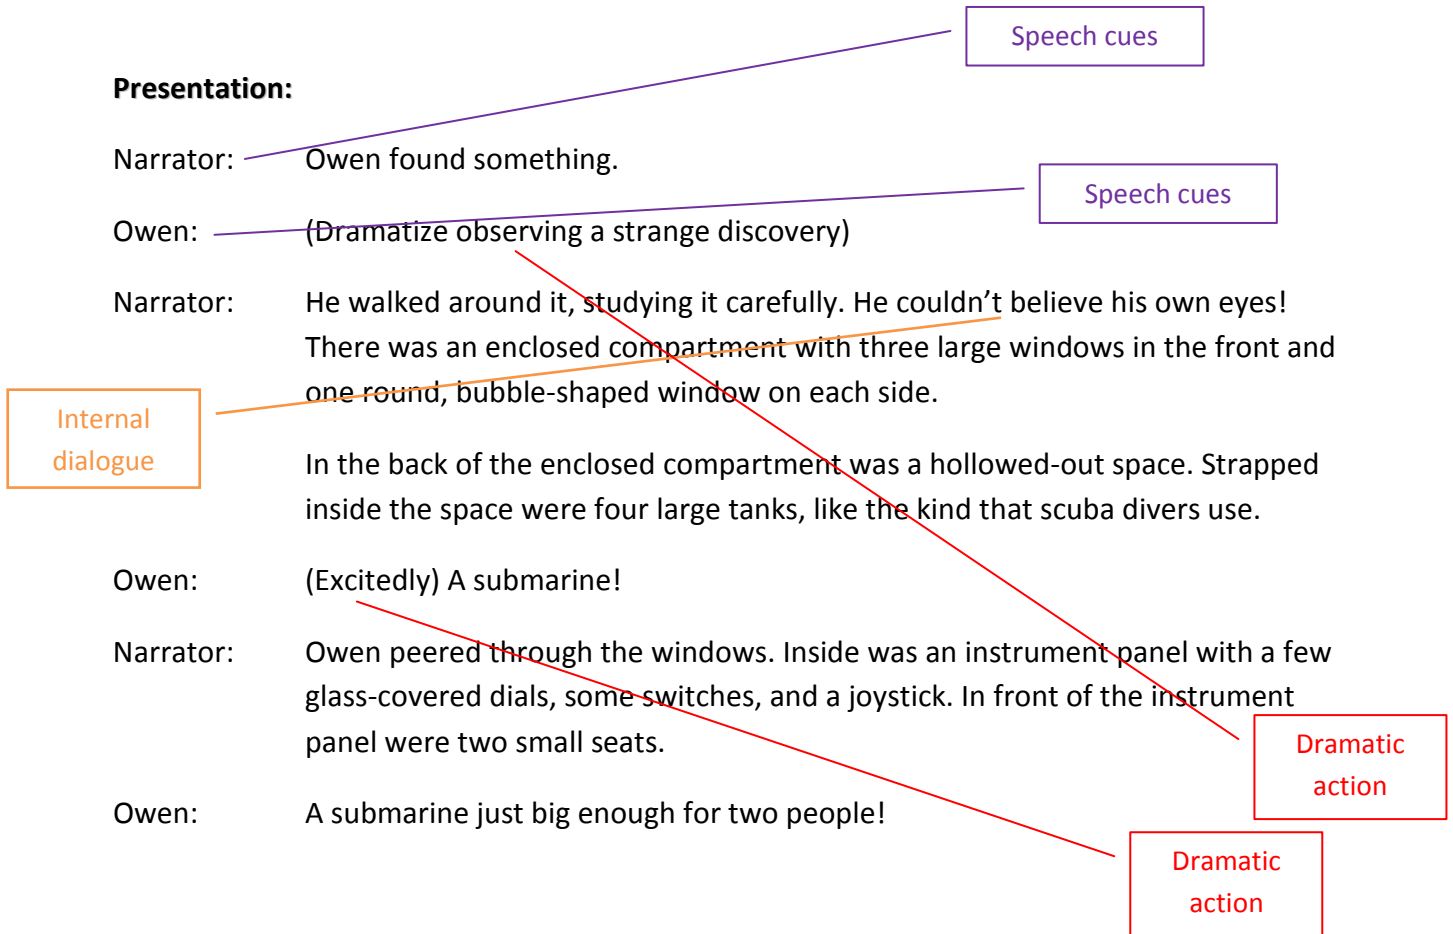 Speech cues
Presentation:
Narrator: Owen found something.
Speech cues
Owen: (Dramatize observing a strange discovery)
Narrator: He walked around it, studying it carefully. He couldn’t believe his own eyes!
There was an enclosed compartment with three large windows in the front and
one round, bubble-shaped window on each side.
Internal
dialogue
In the back of the enclosed compartment was a hollowed-out space. Strapped
inside the space were four large tanks, like the kind that scuba divers use.
Owen: (Excitedly) A submarine!
Narrator: Owen peered through the windows. Inside was an instrument panel with a few
glass-covered dials, some switches, and a joystick. In front of the instrument
panel were two small seats.
Dramatic
action
Owen: A submarine just big enough for two people!
Dramatic
action